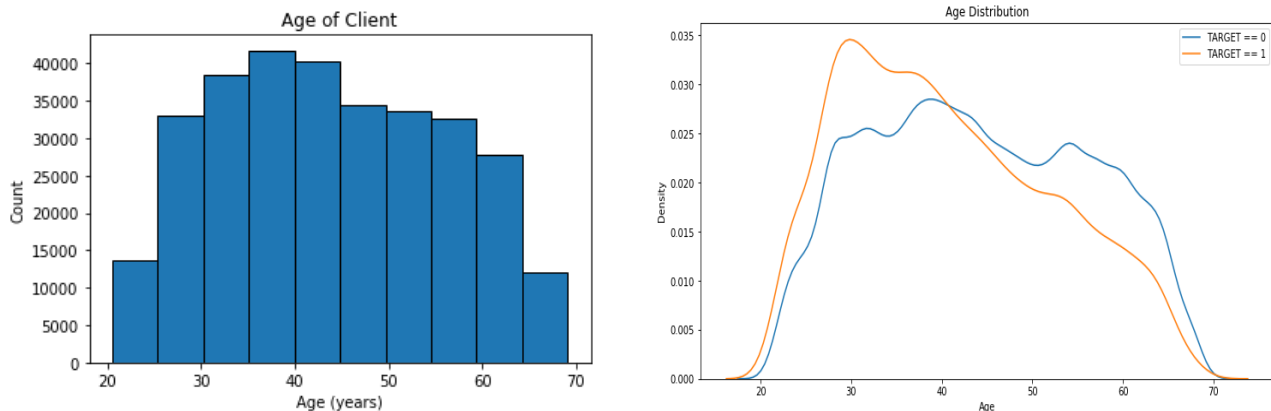 Age of Client
Count
40000
35000
30000
25000
20000
15000
10000
5000
0
20 30 40 50 60 70
Age (years)
Age Distribution
TARGET == 0
TARGET == 1
Density
0.035
0.030
0.025
0.020
0.015
0.010
0.005
0.000
20 30 40 50 60 70
Age